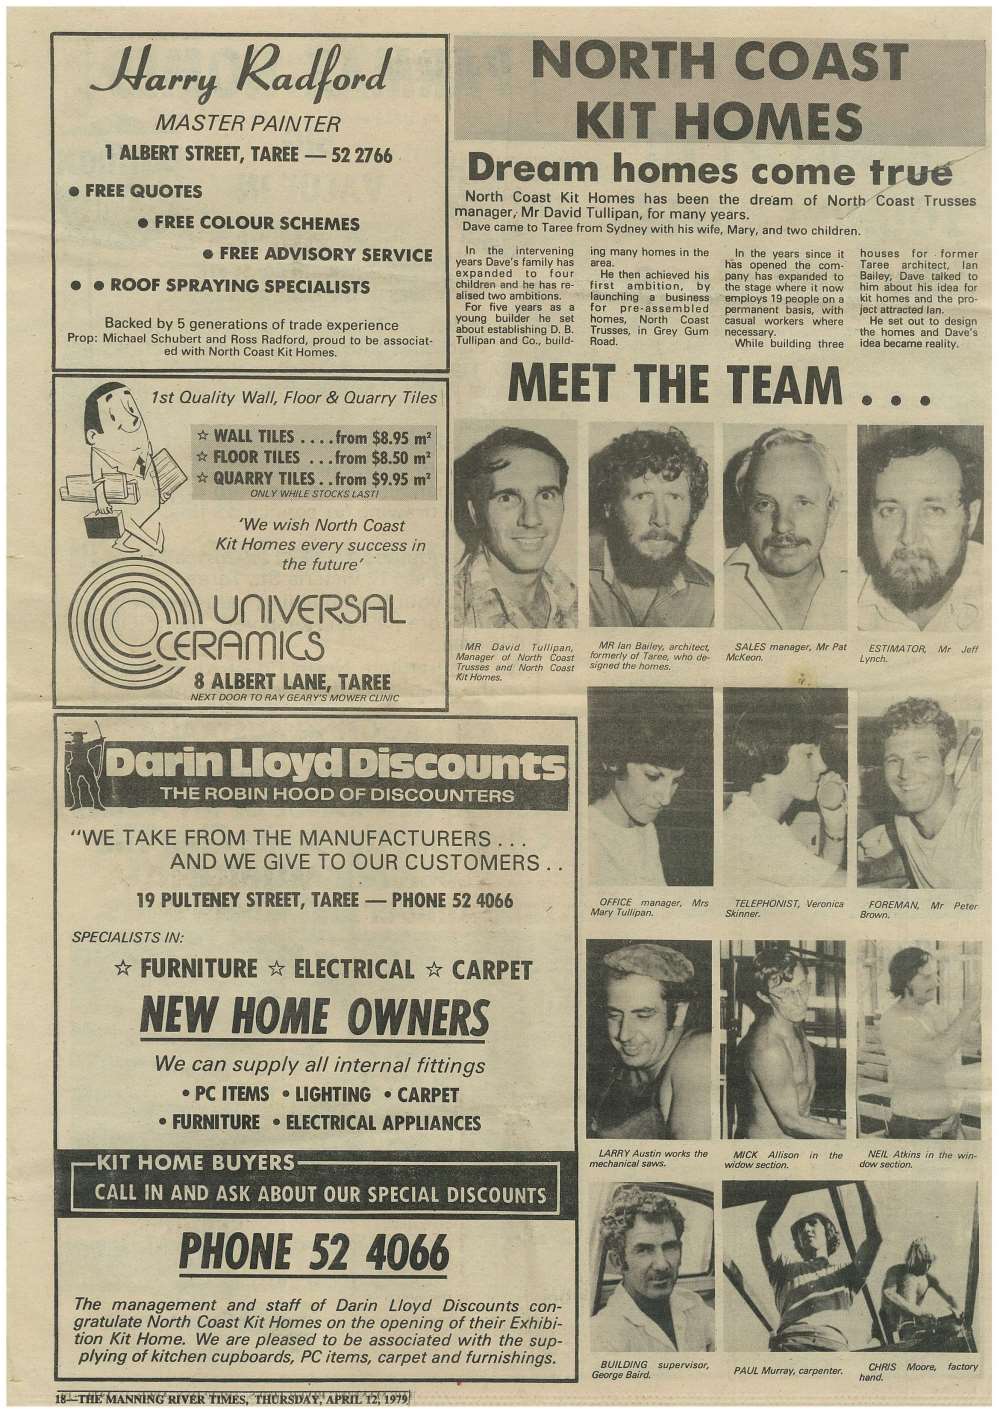 Harry Radford
MASTER PAINTER
1 ALBERT STREET, TAREE — 52 2766
● FREE QUOTES
● FREE COLOUR SCHEMES
● FREE ADVISORY SERVICE
● ● ROOF SPRAYING SPECIALISTS
Backed by 5 generations of trade experience
Prop: Michael Schubert and Ross Radford, proud to be associat-
ed with North Coast Kit Homes.
1st Quality Wall, Floor & Quarry Tiles
☆ WALL TILES . . . . from $8.95 m²
☆ FLOOR TILES . . . from $8.50 m²
☆ QUARRY TILES . . from $9.95 m²
ONLY WHILE STOCKS LAST!
'We wish North Coast
Kit Homes every success in
the future'
UNIVERSAL
CERAMICS
8 ALBERT LANE, TAREE
NEXT DOOR TO RAY GEARY'S MOWER CLINIC
Darin Lloyd Discounts
THE ROBIN HOOD OF DISCOUNTERS
"WE TAKE FROM THE MANUFACTURERS . . .
AND WE GIVE TO OUR CUSTOMERS . .
19 PULTENEY STREET, TAREE — PHONE 52 4066
SPECIALISTS IN:
☆ FURNITURE ☆ ELECTRICAL ☆ CARPET
NEW HOME OWNERS
We can supply all internal fittings
• PC ITEMS • LIGHTING • CARPET
• FURNITURE • ELECTRICAL APPLIANCES
KIT HOME BUYERS
CALL IN AND ASK ABOUT OUR SPECIAL DISCOUNTS
PHONE 52 4066
The management and staff of Darin Lloyd Discounts con-
gratulate North Coast Kit Homes on the opening of their Exhibi-
tion Kit Home. We are pleased to be associated with the sup-
plying of kitchen cupboards, PC items, carpet and furnishings.
NORTH COAST
KIT HOMES
Dream homes come true
North Coast Kit Homes has been the dream of North Coast Trusses
manager, Mr David Tullipan, for many years.
Dave came to Taree from Sydney with his wife, Mary, and two children.
In the intervening
years Dave's family has
expanded to four
children and he has re-
alised two ambitions.
For five years as a
young builder he set
about establishing D. B.
Tullipan and Co., build-
ing many homes in the
area.
He then achieved his
first ambition, by
launching a business
for pre-assembled
homes, North Coast
Trusses, in Grey Gum
Road.
In the years since it
has opened the com-
pany has expanded to
the stage where it now
employs 19 people on a
permanent basis, with
casual workers where
necessary.
While building three
houses for former
Taree architect, Ian
Bailey, Dave talked to
him about his idea for
kit homes and the pro-
ject attracted Ian.
He set out to design
the homes and Dave's
idea became reality.
MEET THE TEAM . . .
MR David Tullipan,
Manager of North Coast
Trusses and North Coast
Kit Homes.
MR Ian Bailey, architect,
formerly of Taree, who de-
signed the homes.
SALES manager, Mr Pat
McKeon.
ESTIMATOR, Mr Jeff
Lynch.
OFFICE manager, Mrs
Mary Tullipan.
TELEPHONIST, Veronica
Skinner.
FOREMAN, Mr Peter
Brown.
LARRY Austin works the
mechanical saws.
MICK Allison in the
widow section.
NEIL Atkins in the win-
dow section.
BUILDING supervisor,
George Baird.
PAUL Murray, carpenter.
CHRIS Moore, factory
hand.
18—THE MANNING RIVER TIMES, THURSDAY, APRIL 12, 1979